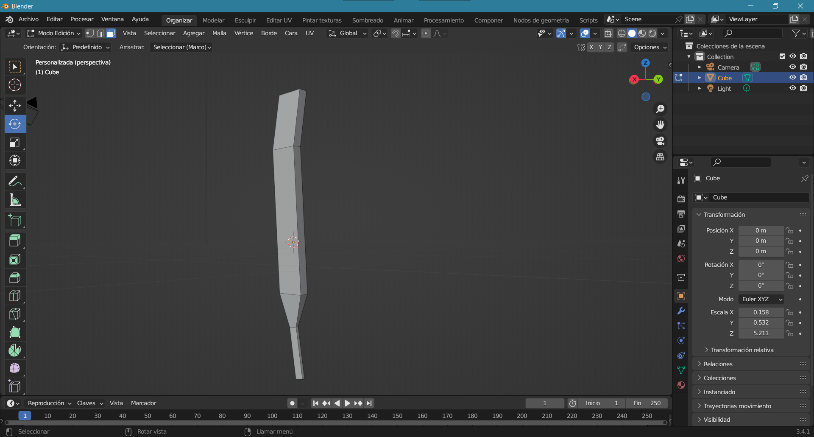 Blender
Archivo Editar Procesar Ventana Ayuda Organizar Modelar Esculpir Editar UV Pintar texturas Sombreado Animar Procesamiento Componer Nodos de geometría Scripts Scene ViewLayer
Modo Edición Vista Seleccionar Agregar Malla Vértice Borde Cara UV Global
Orientación: Predefinido Arrastrar: Seleccionar (Marco) X Y Z Opciones
Personalizada (perspectiva)
(1) Cube
Z
X Y
Colecciones de la escena
Collection
Camera
Cube
Light
Cube
Cube
Transformación
Posición X 0 m
Y 0 m
Z 0 m
Rotación X 0°
Y 0°
Z 0°
Modo Euler XYZ
Escala X 0.158
Y 0.532
Z 5.211
Transformación relativa
Relaciones
Colecciones
Instanciado
Trayectorias movimiento
Visibilidad
Reproducción Claves Vista Marcador 1 Inicio 1 Fin 250
1 10 20 30 40 50 60 70 80 90 100 110 120 130 140 150 160 170 180 190 200 210 220 230 240 250
Seleccionar Rotar vista Llamar menú 3.4.1